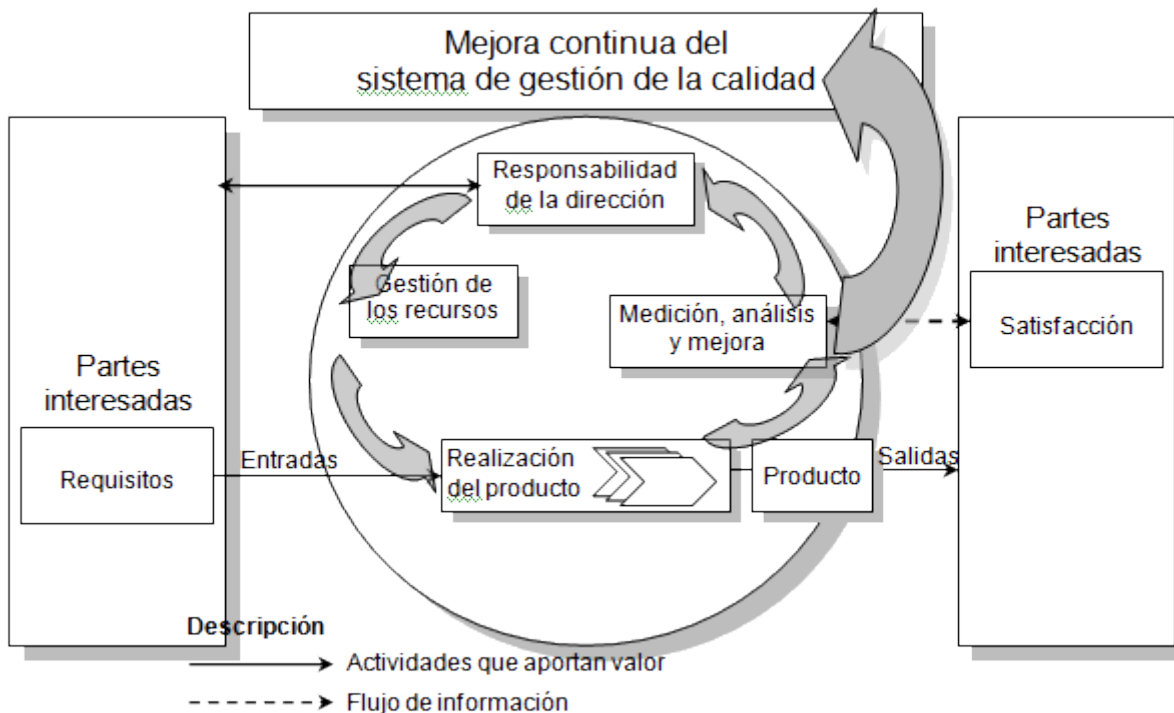 Mejora continua del
sistema de gestión de la calidad
Responsabilidad
de la dirección
Gestión de
los recursos
Medición, análisis
y mejora
Partes
interesadas
Satisfacción
Partes
interesadas
Requisitos
Entradas
Realización
del producto
Producto
Salidas
Descripción
Actividades que aportan valor
Flujo de información